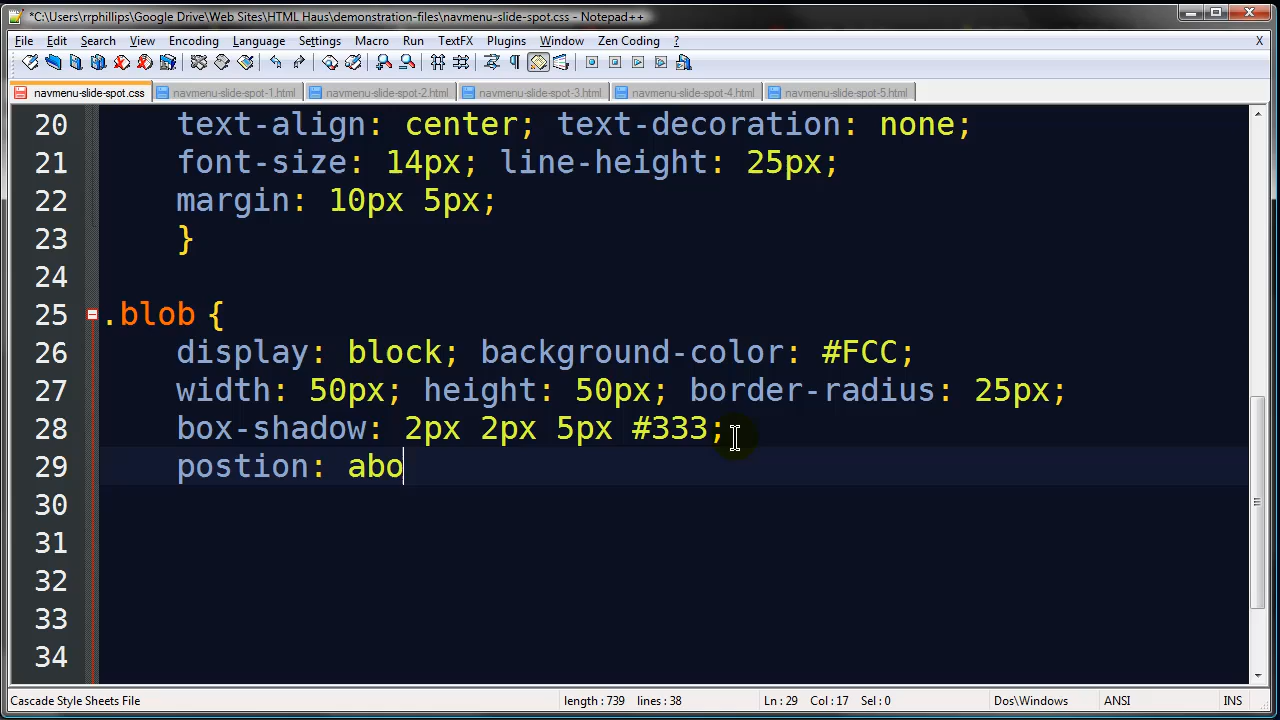 *C:\Users\rrphillips\Google Drive\Web Sites\HTML Haus\demonstration-files\navmenu-slide-spot.css - Notepad++
File Edit Search View Encoding Language Settings Macro Run TextFX Plugins Window Zen Coding ? X
navmenu-slide-spot.css navmenu-slide-spot-1.html navmenu-slide-spot-2.html navmenu-slide-spot-3.html navmenu-slide-spot-4.html navmenu-slide-spot-5.html
20 text-align: center; text-decoration: none;
21 font-size: 14px; line-height: 25px;
22 margin: 10px 5px;
23 }
24
25 .blob {
26 display: block; background-color: #FCC;
27 width: 50px; height: 50px; border-radius: 25px;
28 box-shadow: 2px 2px 5px #333;
29 postion: abo
30
31
32
33
34
Cascade Style Sheets File length : 739 lines : 38 Ln : 29 Col : 17 Sel : 0 Dos\Windows ANSI INS